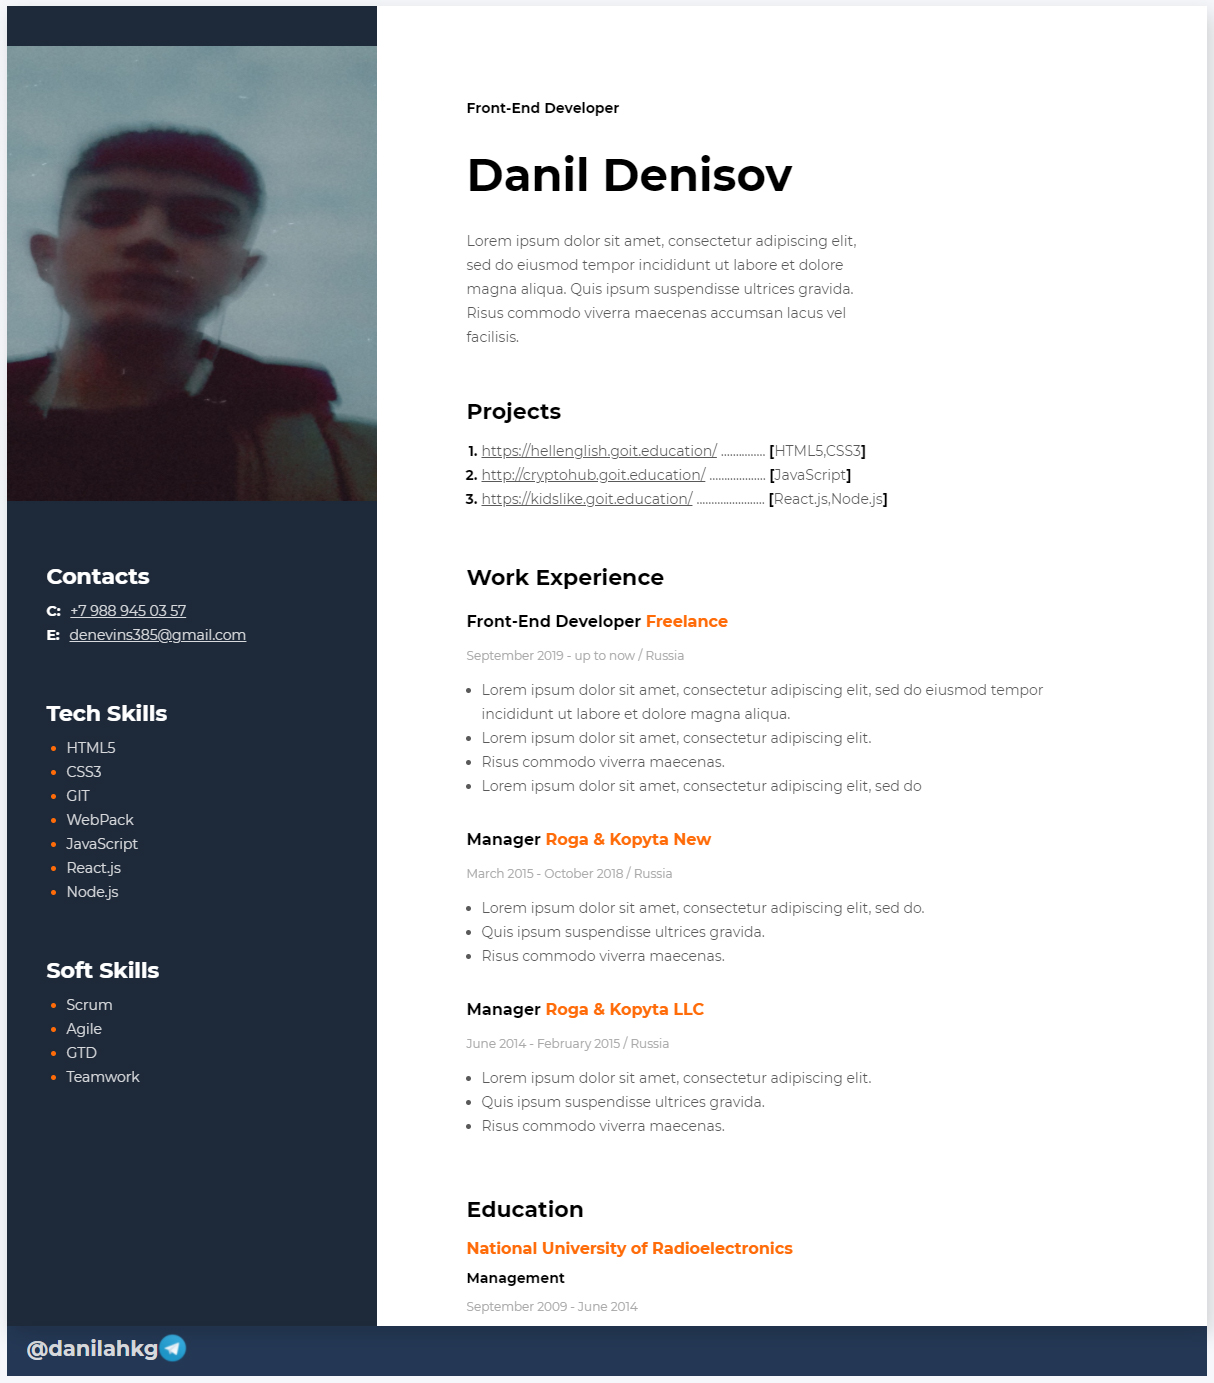 Front-End Developer
Danil Denisov
Lorem ipsum dolor sit amet, consectetur adipiscing elit,
sed do eiusmod tempor incididunt ut labore et dolore
magna aliqua. Quis ipsum suspendisse ultrices gravida.
Risus commodo viverra maecenas accumsan lacus vel
facilisis.
Projects
1. https://hellenglish.goit.education/ ............... [HTML5,CSS3]
2. http://cryptohub.goit.education/ ................... [JavaScript]
3. https://kidslike.goit.education/ ....................... [React.js,Node.js]
Work Experience
Front-End Developer Freelance
September 2019 - up to now / Russia
• Lorem ipsum dolor sit amet, consectetur adipiscing elit, sed do eiusmod tempor
incididunt ut labore et dolore magna aliqua.
• Lorem ipsum dolor sit amet, consectetur adipiscing elit.
• Risus commodo viverra maecenas.
• Lorem ipsum dolor sit amet, consectetur adipiscing elit, sed do
Manager Roga & Kopyta New
March 2015 - October 2018 / Russia
• Lorem ipsum dolor sit amet, consectetur adipiscing elit, sed do.
• Quis ipsum suspendisse ultrices gravida.
• Risus commodo viverra maecenas.
Manager Roga & Kopyta LLC
June 2014 - February 2015 / Russia
• Lorem ipsum dolor sit amet, consectetur adipiscing elit.
• Quis ipsum suspendisse ultrices gravida.
• Risus commodo viverra maecenas.
Education
National University of Radioelectronics
Management
September 2009 - June 2014
Contacts
C: +7 988 945 03 57
E: denevins385@gmail.com
Tech Skills
• HTML5
• CSS3
• GIT
• WebPack
• JavaScript
• React.js
• Node.js
Soft Skills
• Scrum
• Agile
• GTD
• Teamwork
@danilahkg